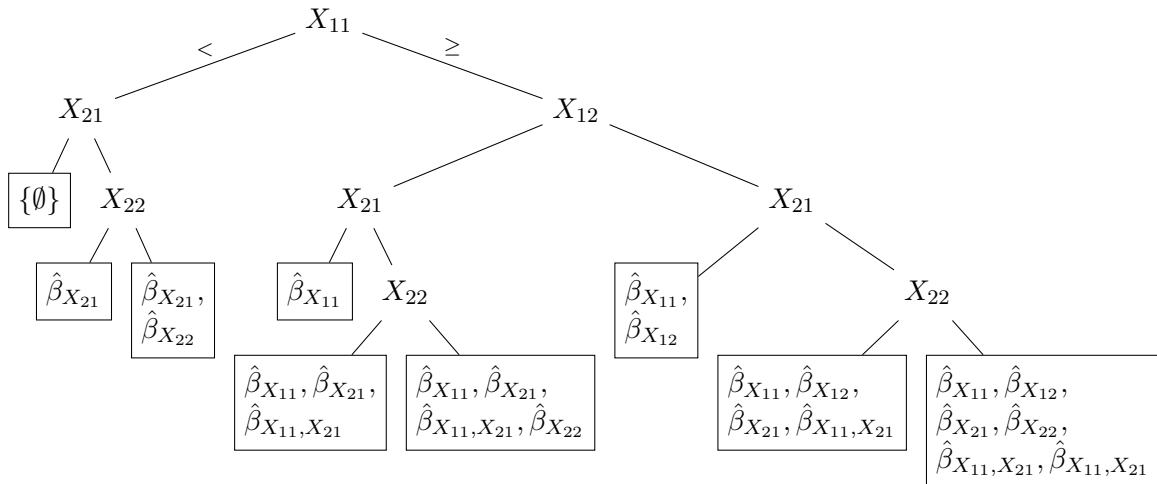 X₁₁
< ≥
X₂₁ X₁₂
{∅} X₂₂ X₂₁ X₂₁
β̂_{X₂₁} β̂_{X₂₁}, β̂_{X₁₁} X₂₂ β̂_{X₁₁}, X₂₂
β̂_{X₂₂} β̂_{X₁₂}
β̂_{X₁₁}, β̂_{X₂₁}, β̂_{X₁₁}, β̂_{X₂₁}, β̂_{X₁₁}, β̂_{X₁₂}, β̂_{X₁₁}, β̂_{X₁₂},
β̂_{X₁₁,X₂₁} β̂_{X₁₁,X₂₁}, β̂_{X₂₂} β̂_{X₂₁}, β̂_{X₁₁,X₂₁} β̂_{X₂₁}, β̂_{X₂₂},
β̂_{X₁₁,X₂₁}, β̂_{X₁₁,X₂₁}